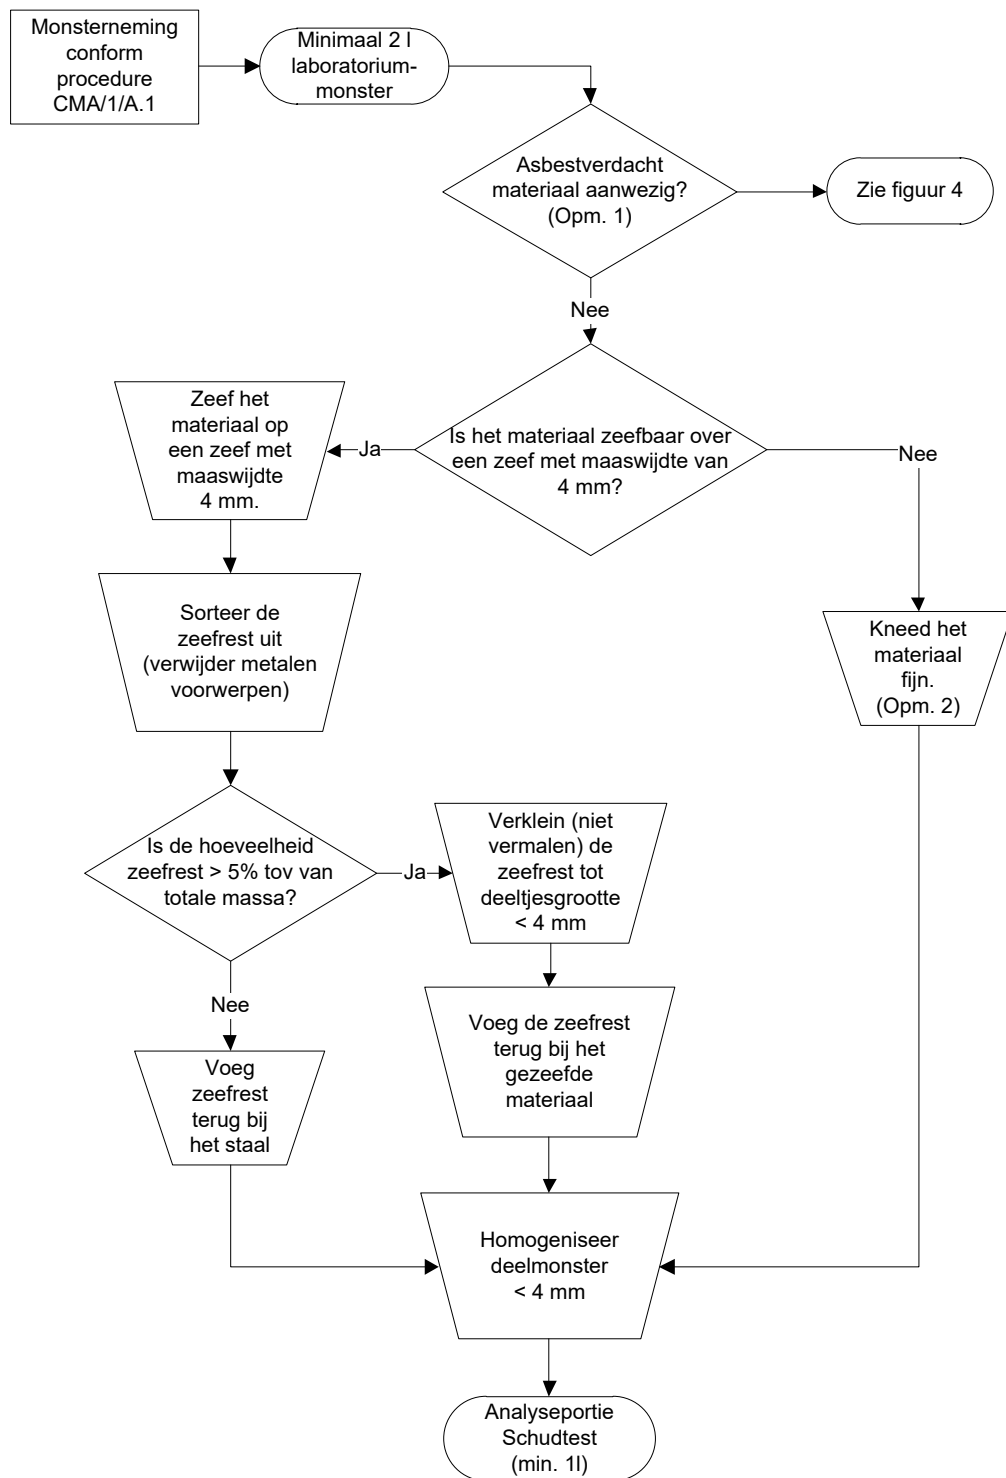 Monsterneming
conform
procedure
CMA/1/A.1
Minimaal 2 l
laboratorium-
monster
Asbestverdacht
materiaal aanwezig?
(Opm. 1)
Zie figuur 4
Nee
Is het materiaal zeefbaar over
een zeef met maaswijdte van
4 mm?
Ja
Nee
Zeef het
materiaal op
een zeef met
maaswijdte
4 mm.
Sorteer de
zeefrest uit
(verwijder metalen
voorwerpen)
Kneed het
materiaal
fijn.
(Opm. 2)
Is de hoeveelheid
zeefrest > 5% tov van
totale massa?
Ja
Verklein (niet
vermalen) de
zeefrest tot
deeltjesgrootte
< 4 mm
Nee
Voeg de zeefrest
terug bij het
gezeefde
materiaal
Voeg
zeefrest
terug bij
het staal
Homogeniseer
deelmonster
< 4 mm
Analyseportie
Schudtest
(min. 1l)